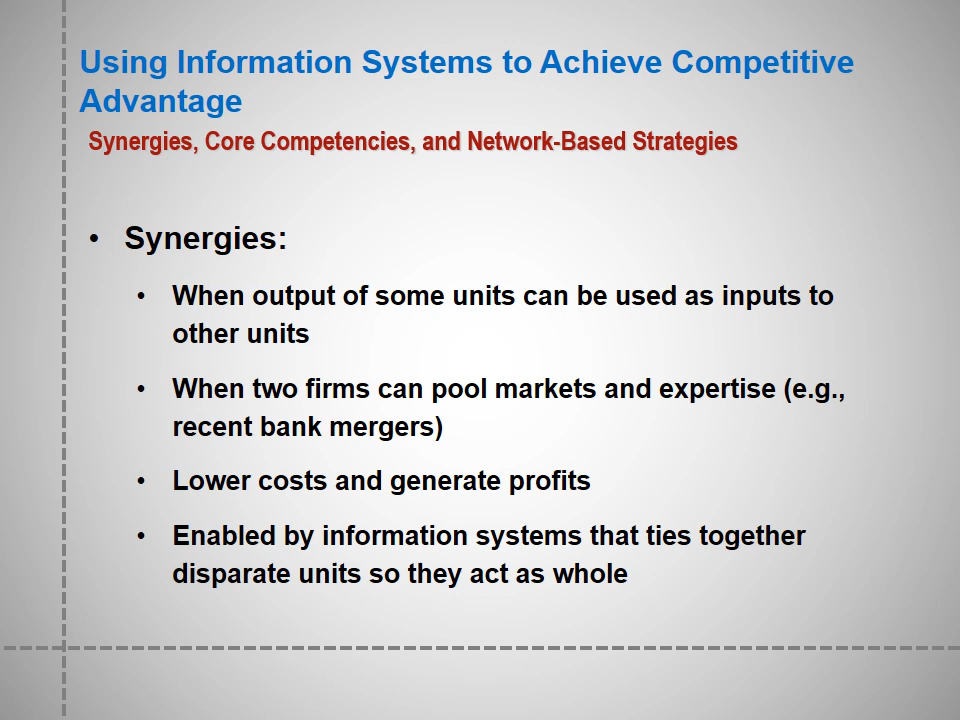 Using Information Systems to Achieve Competitive
Advantage
Synergies, Core Competencies, and Network-Based Strategies
• Synergies:
• When output of some units can be used as inputs to
other units
• When two firms can pool markets and expertise (e.g.,
recent bank mergers)
• Lower costs and generate profits
• Enabled by information systems that ties together
disparate units so they act as whole